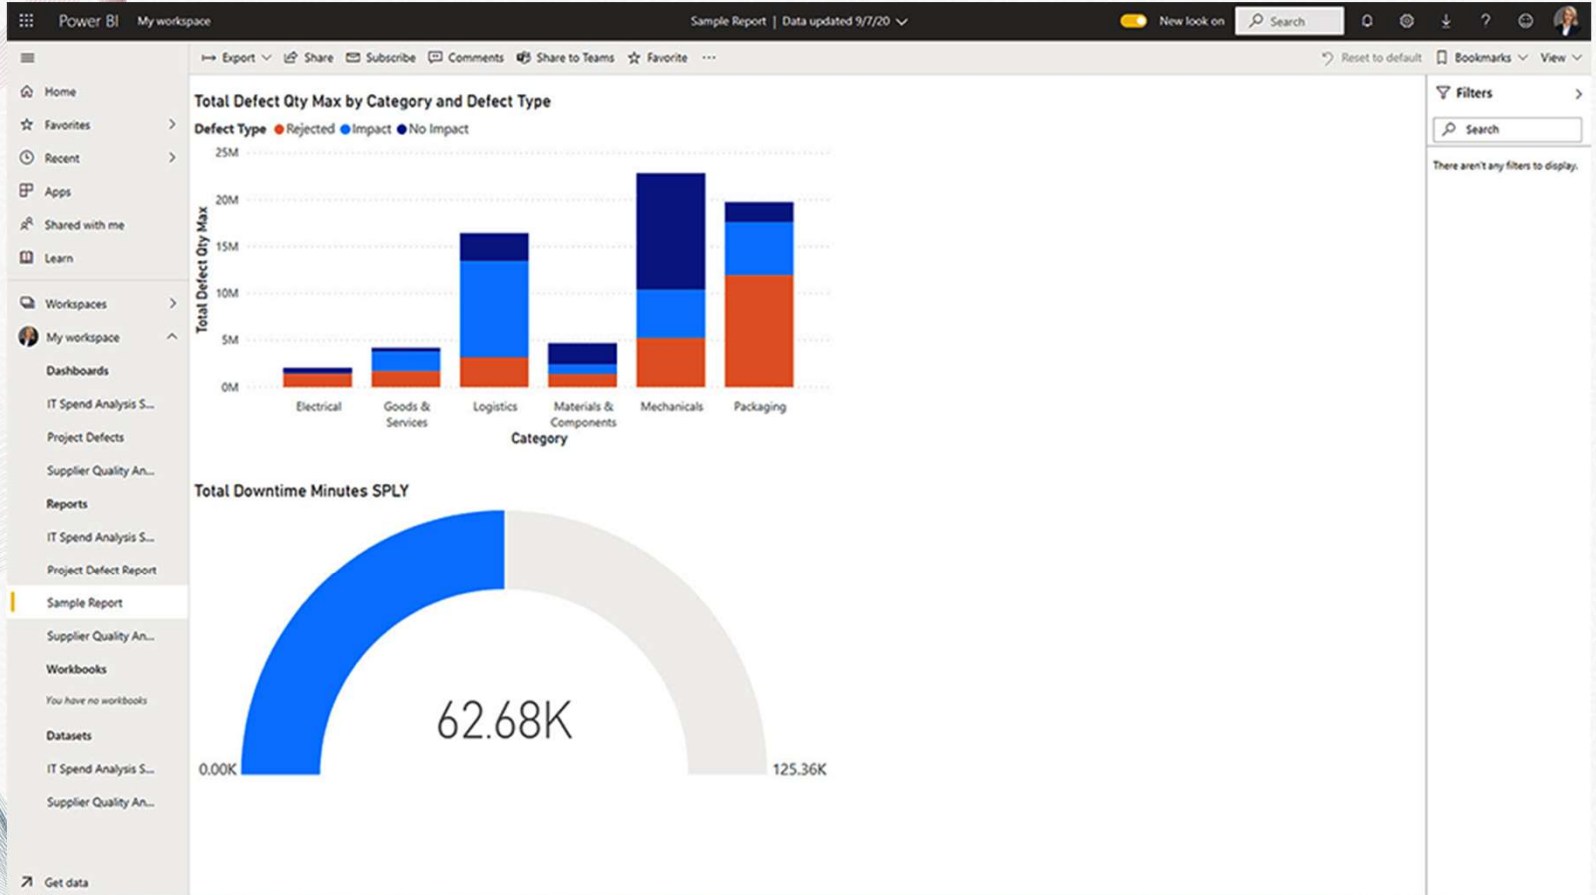 Power BI My workspace
Sample Report | Data updated 9/7/20
New look on
Search
Export
Share
Subscribe
Comments
Share to Teams
Favorite
Reset to default
Bookmarks
View
Home
Favorites
Recent
Apps
Shared with me
Learn
Workspaces
My workspace
Dashboards
IT Spend Analysis S...
Project Defects
Supplier Quality An...
Reports
IT Spend Analysis S...
Project Defect Report
Sample Report
Supplier Quality An...
Workbooks
You have no workbooks
Datasets
IT Spend Analysis S...
Supplier Quality An...
Get data
Total Defect Qty Max by Category and Defect Type
Defect Type Rejected Impact No Impact
Total Defect Qty Max
25M
20M
15M
10M
5M
0M
Electrical
Goods &
Services
Logistics
Materials &
Components
Mechanicals
Packaging
Category
Total Downtime Minutes SPLY
62.68K
0.00K
125.36K
Filters
Search
There aren't any filters to display.